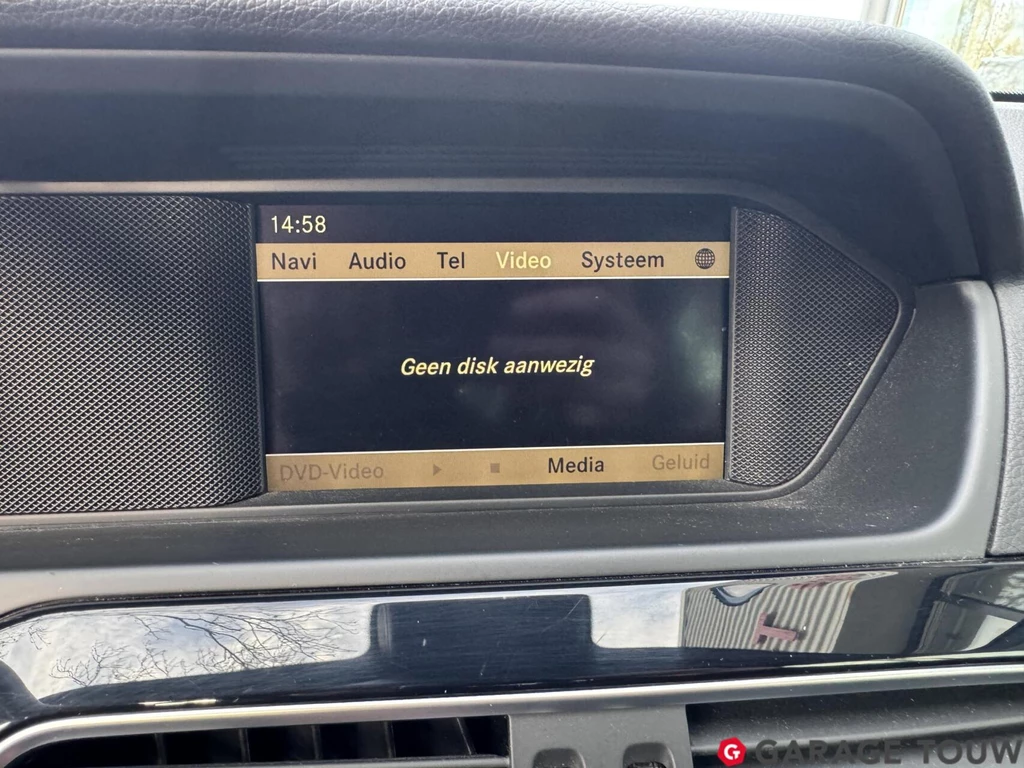 14:58
Navi Audio Tel Video Systeem
Geen disk aanwezig
DVD-Video Media Geluid
G GARAGE TOUW